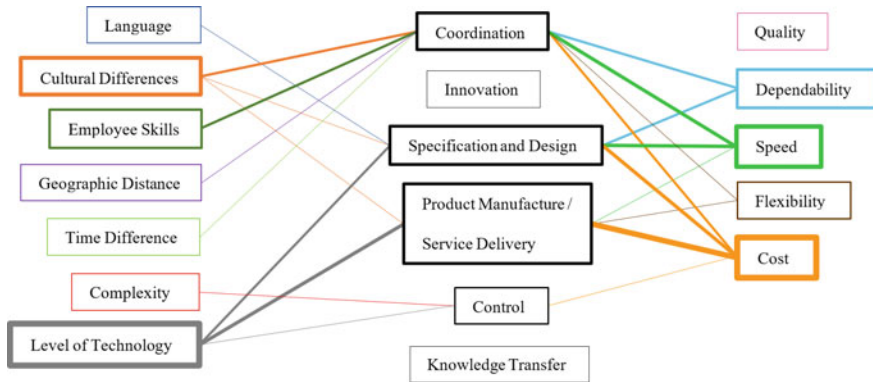 Language
Cultural Differences
Employee Skills
Geographic Distance
Time Difference
Complexity
Level of Technology
Coordination
Innovation
Specification and Design
Product Manufacture /
Service Delivery
Control
Knowledge Transfer
Quality
Dependability
Speed
Flexibility
Cost